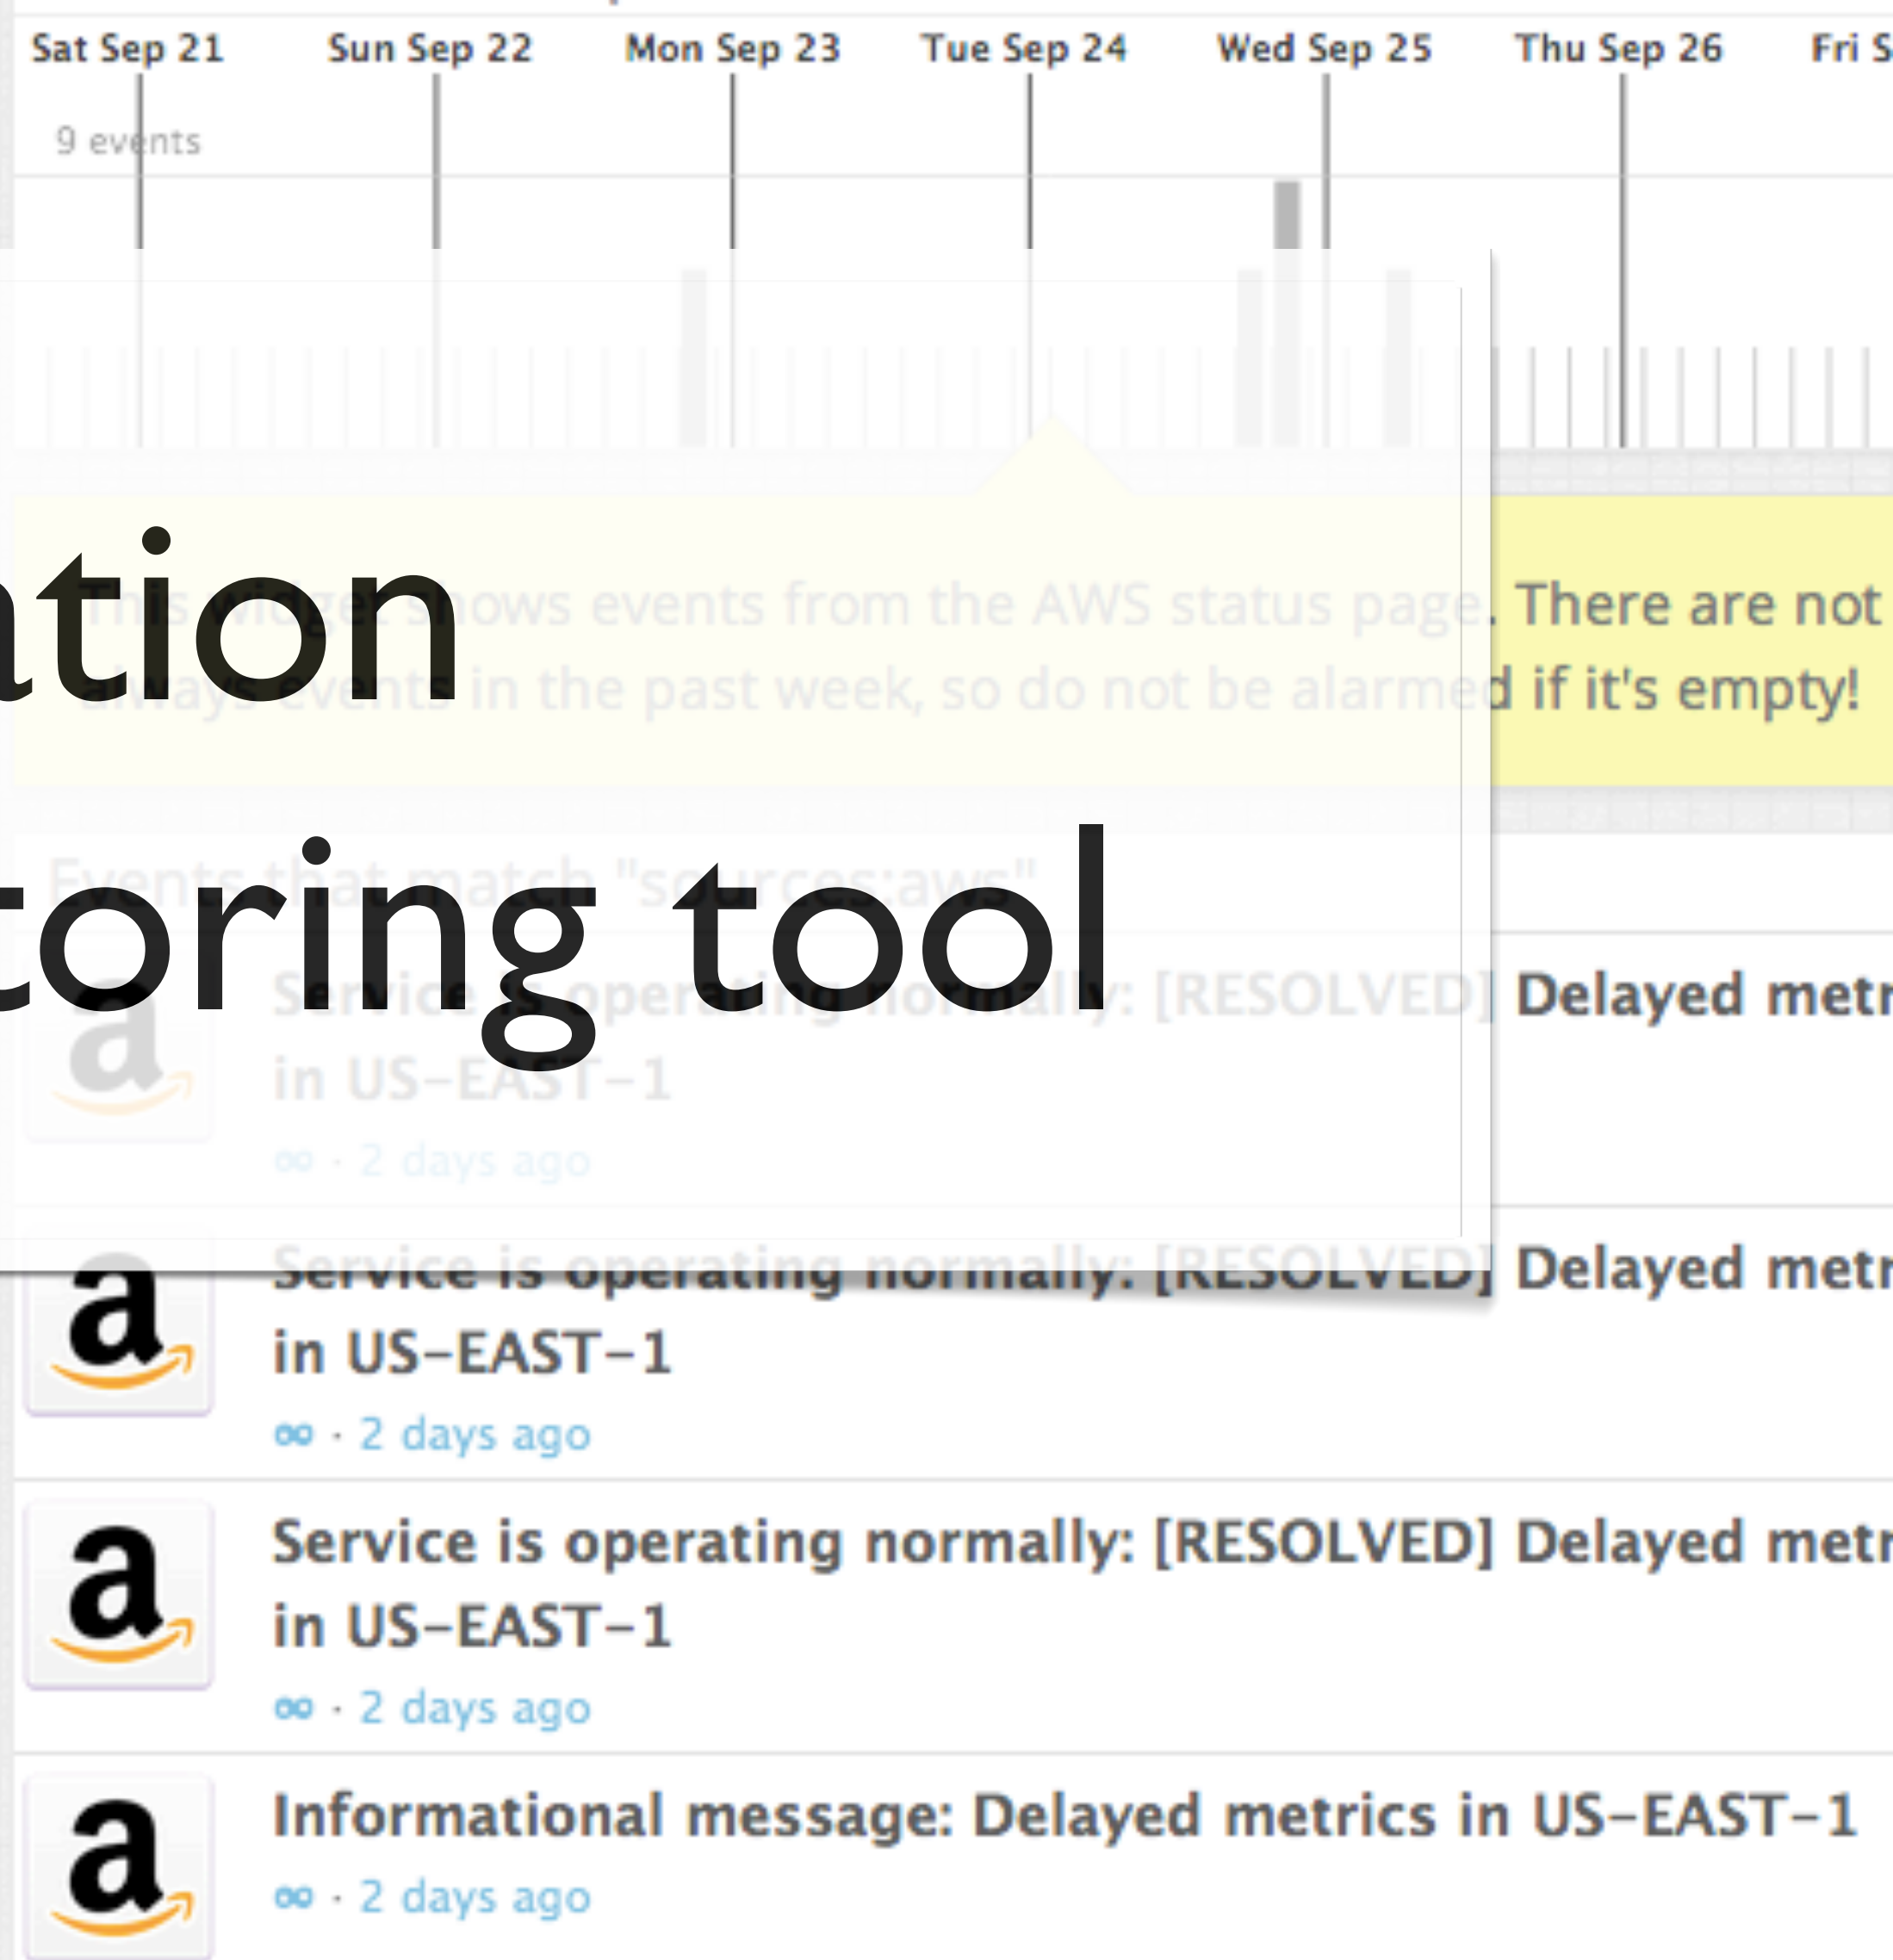 Sat Sep 21 Sun Sep 22 Mon Sep 23 Tue Sep 24 Wed Sep 25 Thu Sep 26 Fri S
9 events
ation
This widget shows events from the AWS status page. There are not
always events in the past week, so do not be alarmed if it's empty!
toring tool
Events that match "sources:aws"
Service is operating normally: [RESOLVED] Delayed metr
in US-EAST-1
∞ · 2 days ago
Service is operating normally: [RESOLVED] Delayed metr
in US-EAST-1
∞ · 2 days ago
Service is operating normally: [RESOLVED] Delayed metr
in US-EAST-1
∞ · 2 days ago
Informational message: Delayed metrics in US-EAST-1
∞ · 2 days ago